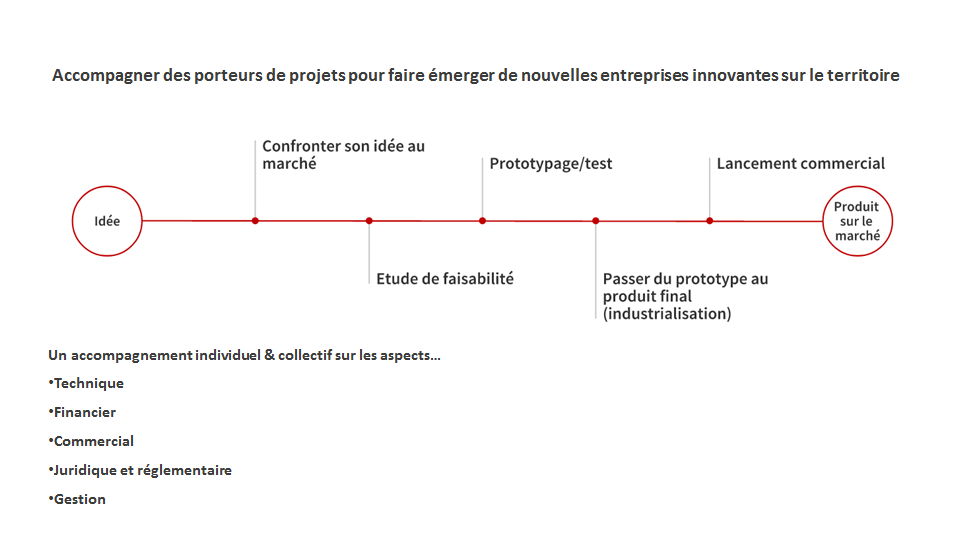 Accompagner des porteurs de projets pour faire émerger de nouvelles entreprises innovantes sur le territoire
Confronter son idée au
marché
Prototypage/test
Lancement commercial
Idée
Produit
sur le
marché
Etude de faisabilité
Passer du prototype au
produit final
(industrialisation)
Un accompagnement individuel & collectif sur les aspects…
•Technique
•Financier
•Commercial
•Juridique et réglementaire
•Gestion